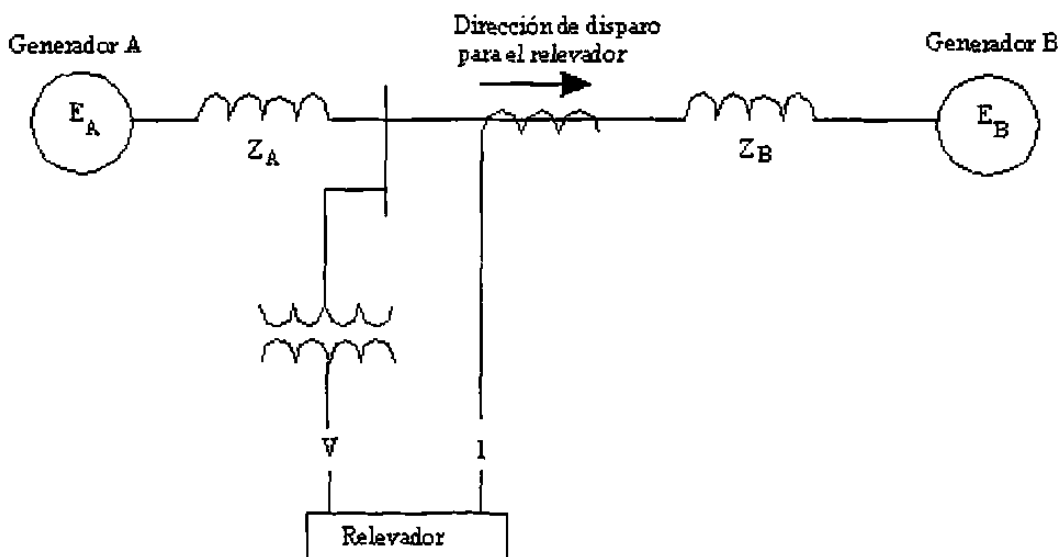 Generador A
Dirección de disparo
para el relevador
Generador B
E_A
Z_A
Z_B
E_B
V
I
Relevador